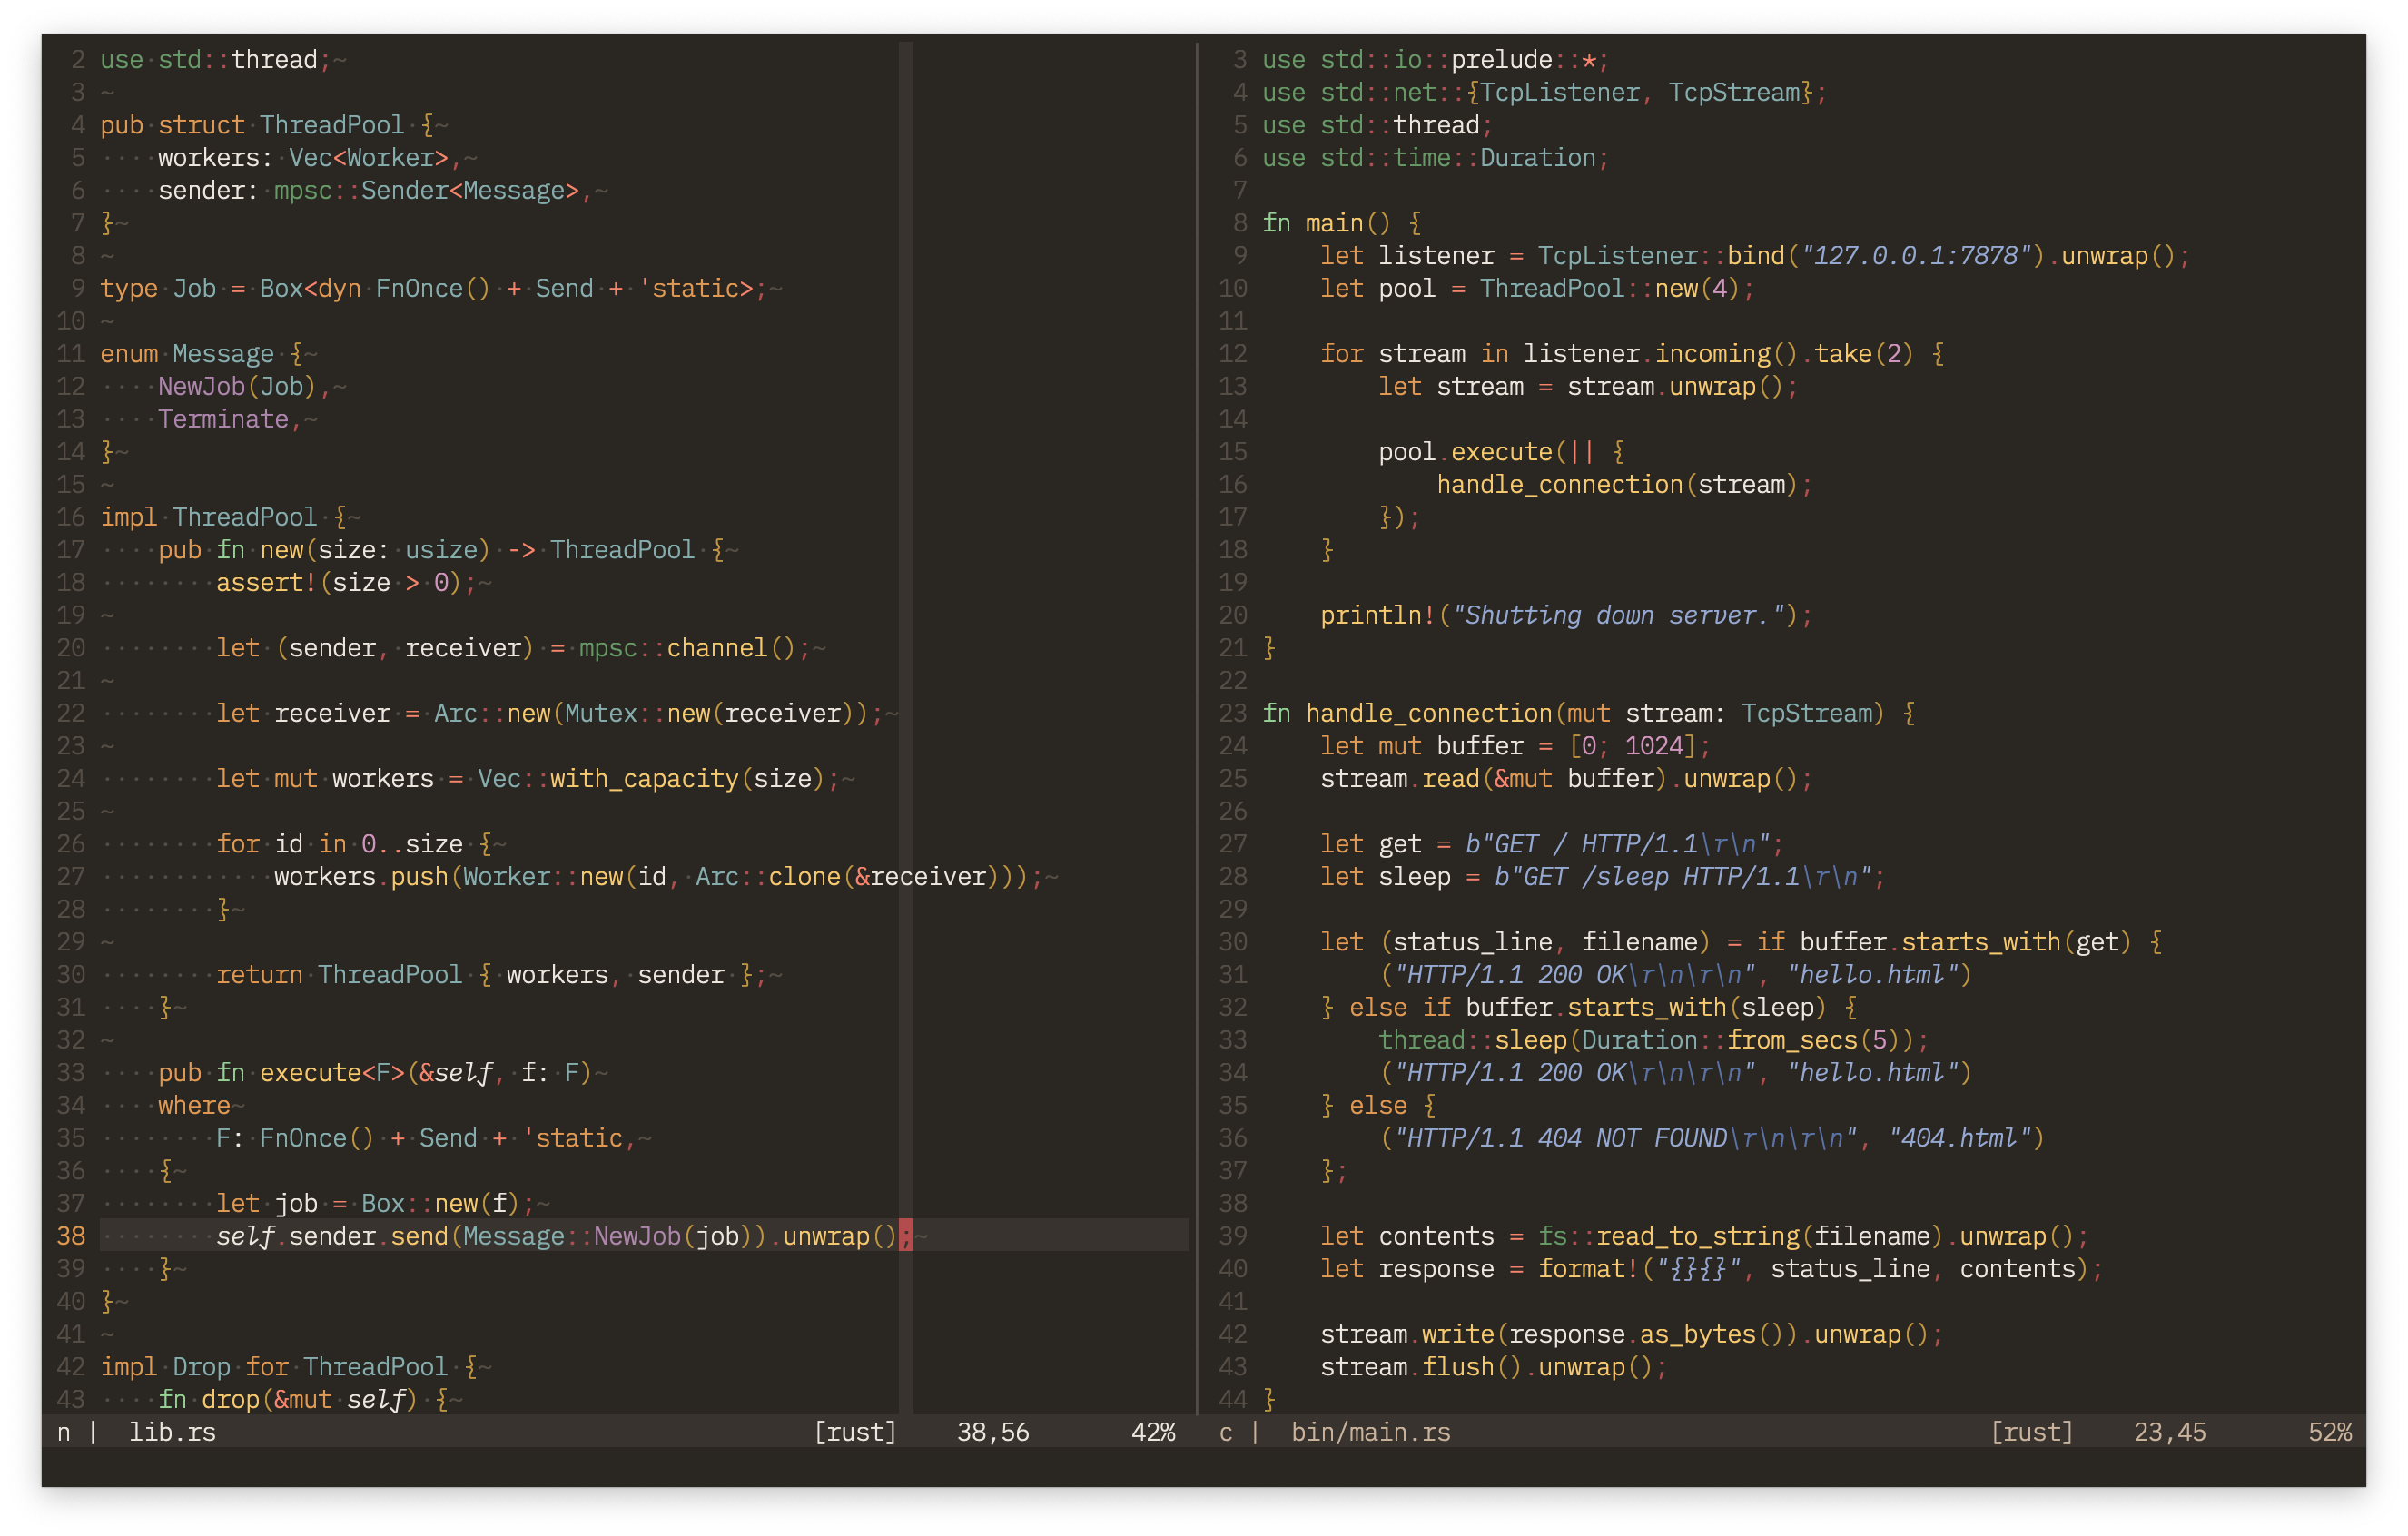 2 use std::thread;~
3 ~
4 pub·struct·ThreadPool·{~
5 ····workers:·Vec<Worker>,~
6 ····sender:·mpsc::Sender<Message>,~
7 }~
8 ~
9 type·Job·=·Box<dyn·FnOnce()·+·Send·+·'static>;~
10 ~
11 enum·Message·{~
12 ····NewJob(Job),~
13 ····Terminate,~
14 }~
15 ~
16 impl·ThreadPool·{~
17 ····pub·fn·new(size:·usize)·->·ThreadPool·{~
18 ········assert!(size·>·0);~
19 ~
20 ········let·(sender,·receiver)·=·mpsc::channel();~
21 ~
22 ········let·receiver·=·Arc::new(Mutex::new(receiver));~
23 ~
24 ········let·mut·workers·=·Vec::with_capacity(size);~
25 ~
26 ········for·id·in·0..size·{~
27 ············workers.push(Worker::new(id,·Arc::clone(&receiver)));~
28 ········}~
29 ~
30 ········return·ThreadPool·{·workers,·sender·};~
31 ····}~
32 ~
33 ····pub·fn·execute<F>(&self,·f:·F)~
34 ····where~
35 ········F:·FnOnce()·+·Send·+·'static,~
36 ····{~
37 ········let·job·=·Box::new(f);~
38 ········self.sender.send(Message::NewJob(job)).unwrap();~
39 ····}~
40 }~
41 ~
42 impl·Drop·for·ThreadPool·{~
43 ····fn·drop(&mut·self)·{~
n |  lib.rs [rust] 38,56 42%
3 use std::io::prelude::*;
4 use std::net::{TcpListener, TcpStream};
5 use std::thread;
6 use std::time::Duration;
7
8 fn main() {
9     let listener = TcpListener::bind("127.0.0.1:7878").unwrap();
10     let pool = ThreadPool::new(4);
11
12     for stream in listener.incoming().take(2) {
13         let stream = stream.unwrap();
14
15         pool.execute(|| {
16             handle_connection(stream);
17         });
18     }
19
20     println!("Shutting down server.");
21 }
22
23 fn handle_connection(mut stream: TcpStream) {
24     let mut buffer = [0; 1024];
25     stream.read(&mut buffer).unwrap();
26
27     let get = b"GET / HTTP/1.1\r\n";
28     let sleep = b"GET /sleep HTTP/1.1\r\n";
29
30     let (status_line, filename) = if buffer.starts_with(get) {
31         ("HTTP/1.1 200 OK\r\n\r\n", "hello.html")
32     } else if buffer.starts_with(sleep) {
33         thread::sleep(Duration::from_secs(5));
34         ("HTTP/1.1 200 OK\r\n\r\n", "hello.html")
35     } else {
36         ("HTTP/1.1 404 NOT FOUND\r\n\r\n", "404.html")
37     };
38
39     let contents = fs::read_to_string(filename).unwrap();
40     let response = format!("{}{}", status_line, contents);
41
42     stream.write(response.as_bytes()).unwrap();
43     stream.flush().unwrap();
44 }
c |  bin/main.rs [rust] 23,45 52%